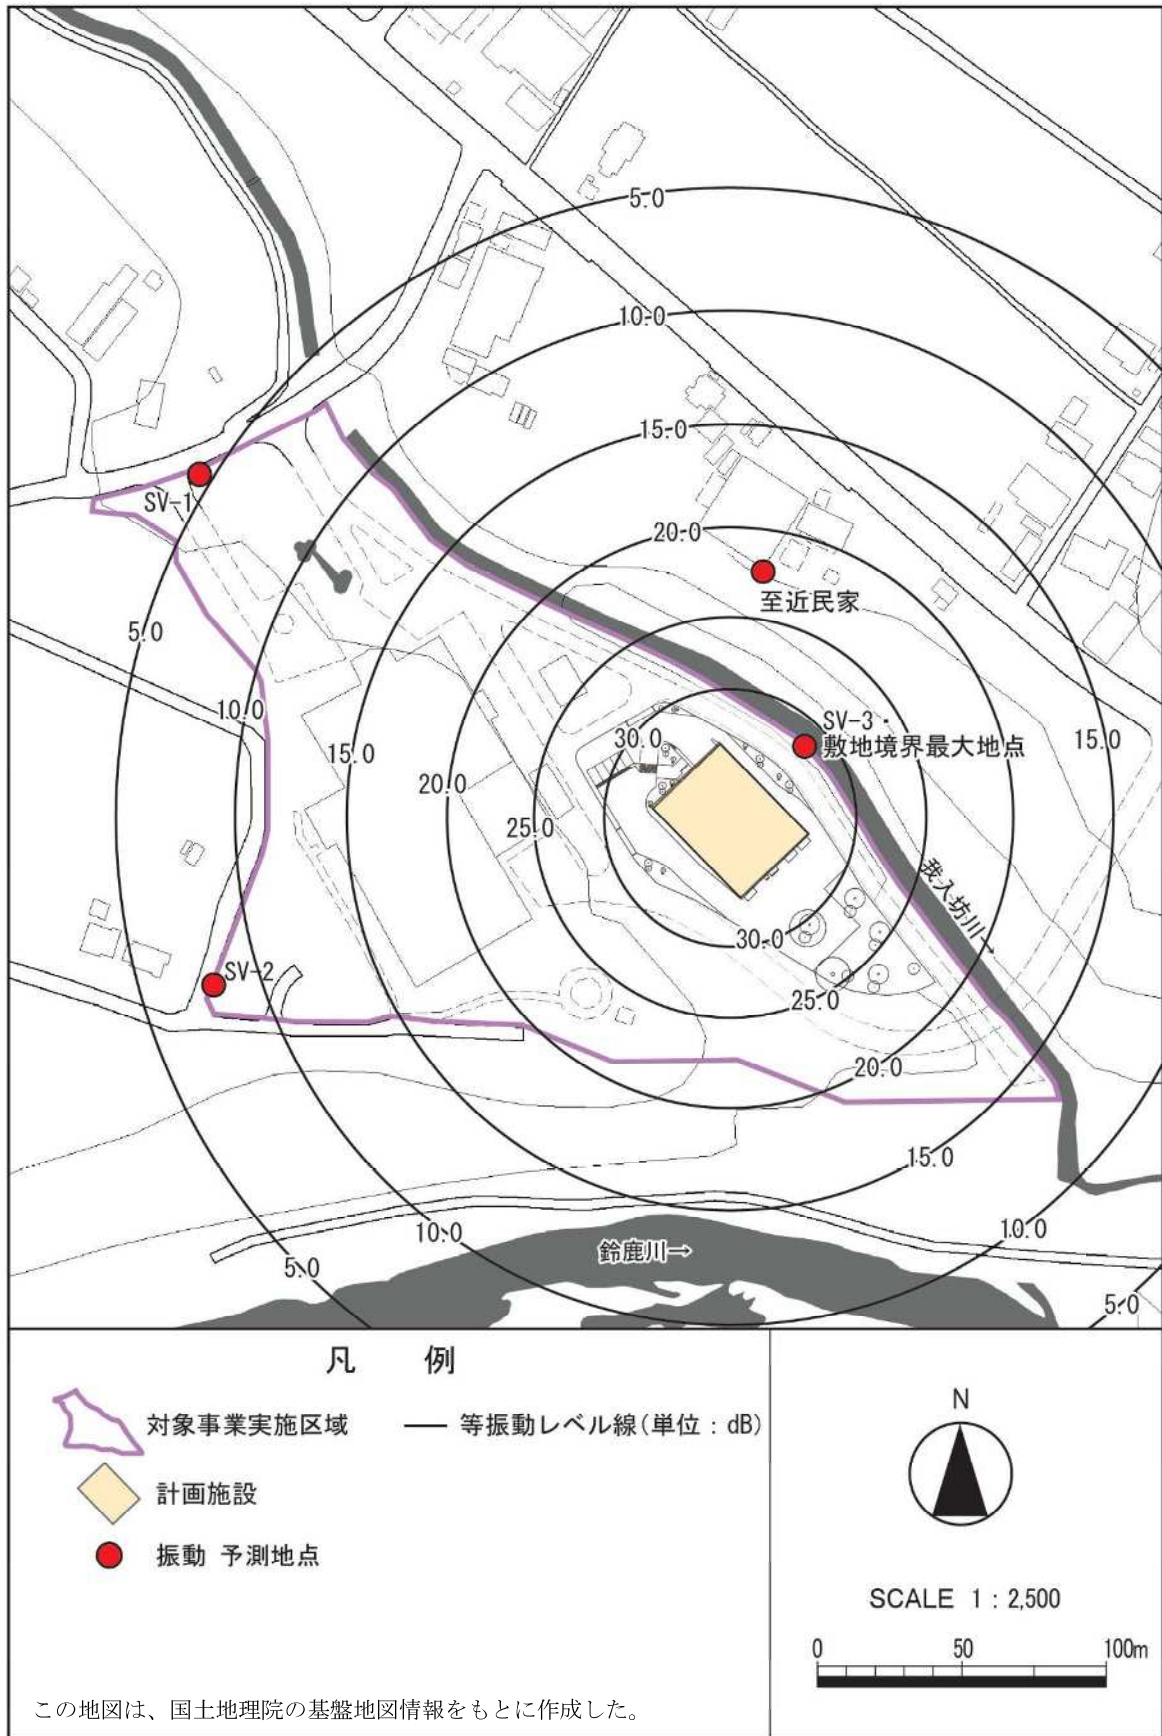 5.0
10.0
15.0
20.0
SV-1
至近民家
5.0
10.0
SV-3・
敷地境界最大地点
30.0
15.0
15.0
20.0
25.0
我入坊川→
30.0
SV-2
25.0
20.0
15.0
10.0
10.0
鈴鹿川→
5.0
5.0
凡 例
対象事業実施区域
等振動レベル線(単位:dB)
計画施設
振動 予測地点
N
SCALE 1 : 2,500
0 50 100m
この地図は、国土地理院の基盤地図情報をもとに作成した。